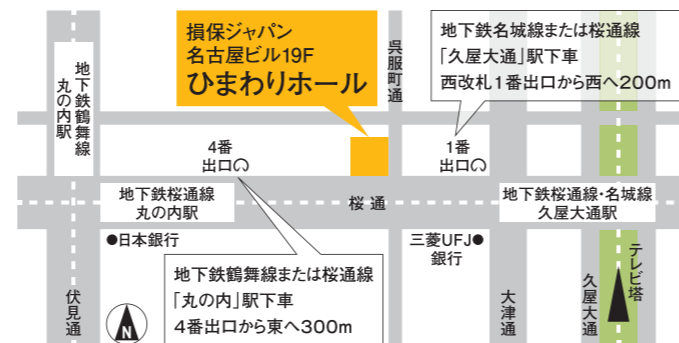 損保ジャパン
名古屋ビル19F
ひまわりホール
地下鉄名城線または桜通線
「久屋大通」駅下車
西改札1番出口から西へ200m
呉服町通
地下鉄鶴舞線
丸の内駅
4番
出口
1番
出口
地下鉄桜通線
丸の内駅
桜通
地下鉄桜通線・名城線
久屋大通駅
●日本銀行
三菱UFJ●
銀行
地下鉄鶴舞線または桜通線
「丸の内」駅下車
4番出口から東へ300m
伏見通
N
大津通
久屋大通
テレビ塔